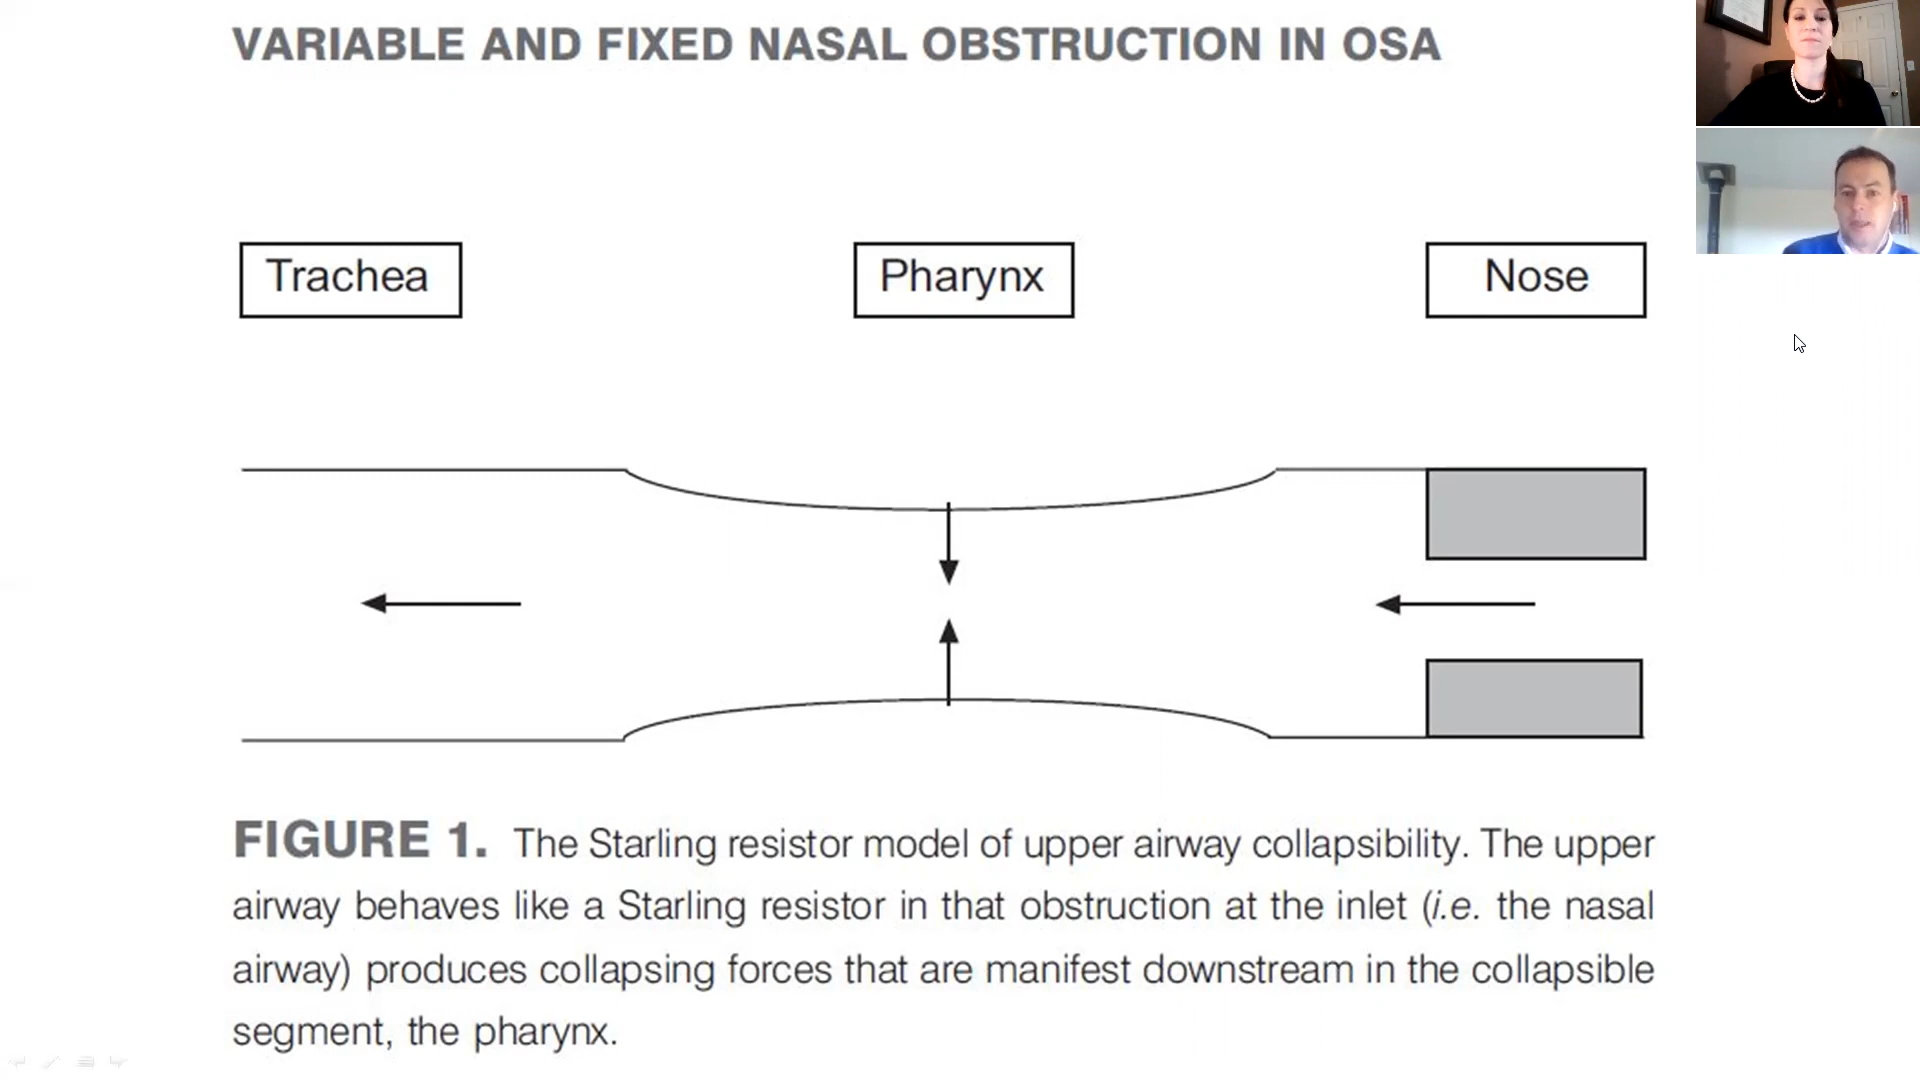 VARIABLE AND FIXED NASAL OBSTRUCTION IN OSA
Trachea
Pharynx
Nose
FIGURE 1. The Starling resistor model of upper airway collapsibility. The upper
airway behaves like a Starling resistor in that obstruction at the inlet (i.e. the nasal
airway) produces collapsing forces that are manifest downstream in the collapsible
segment, the pharynx.